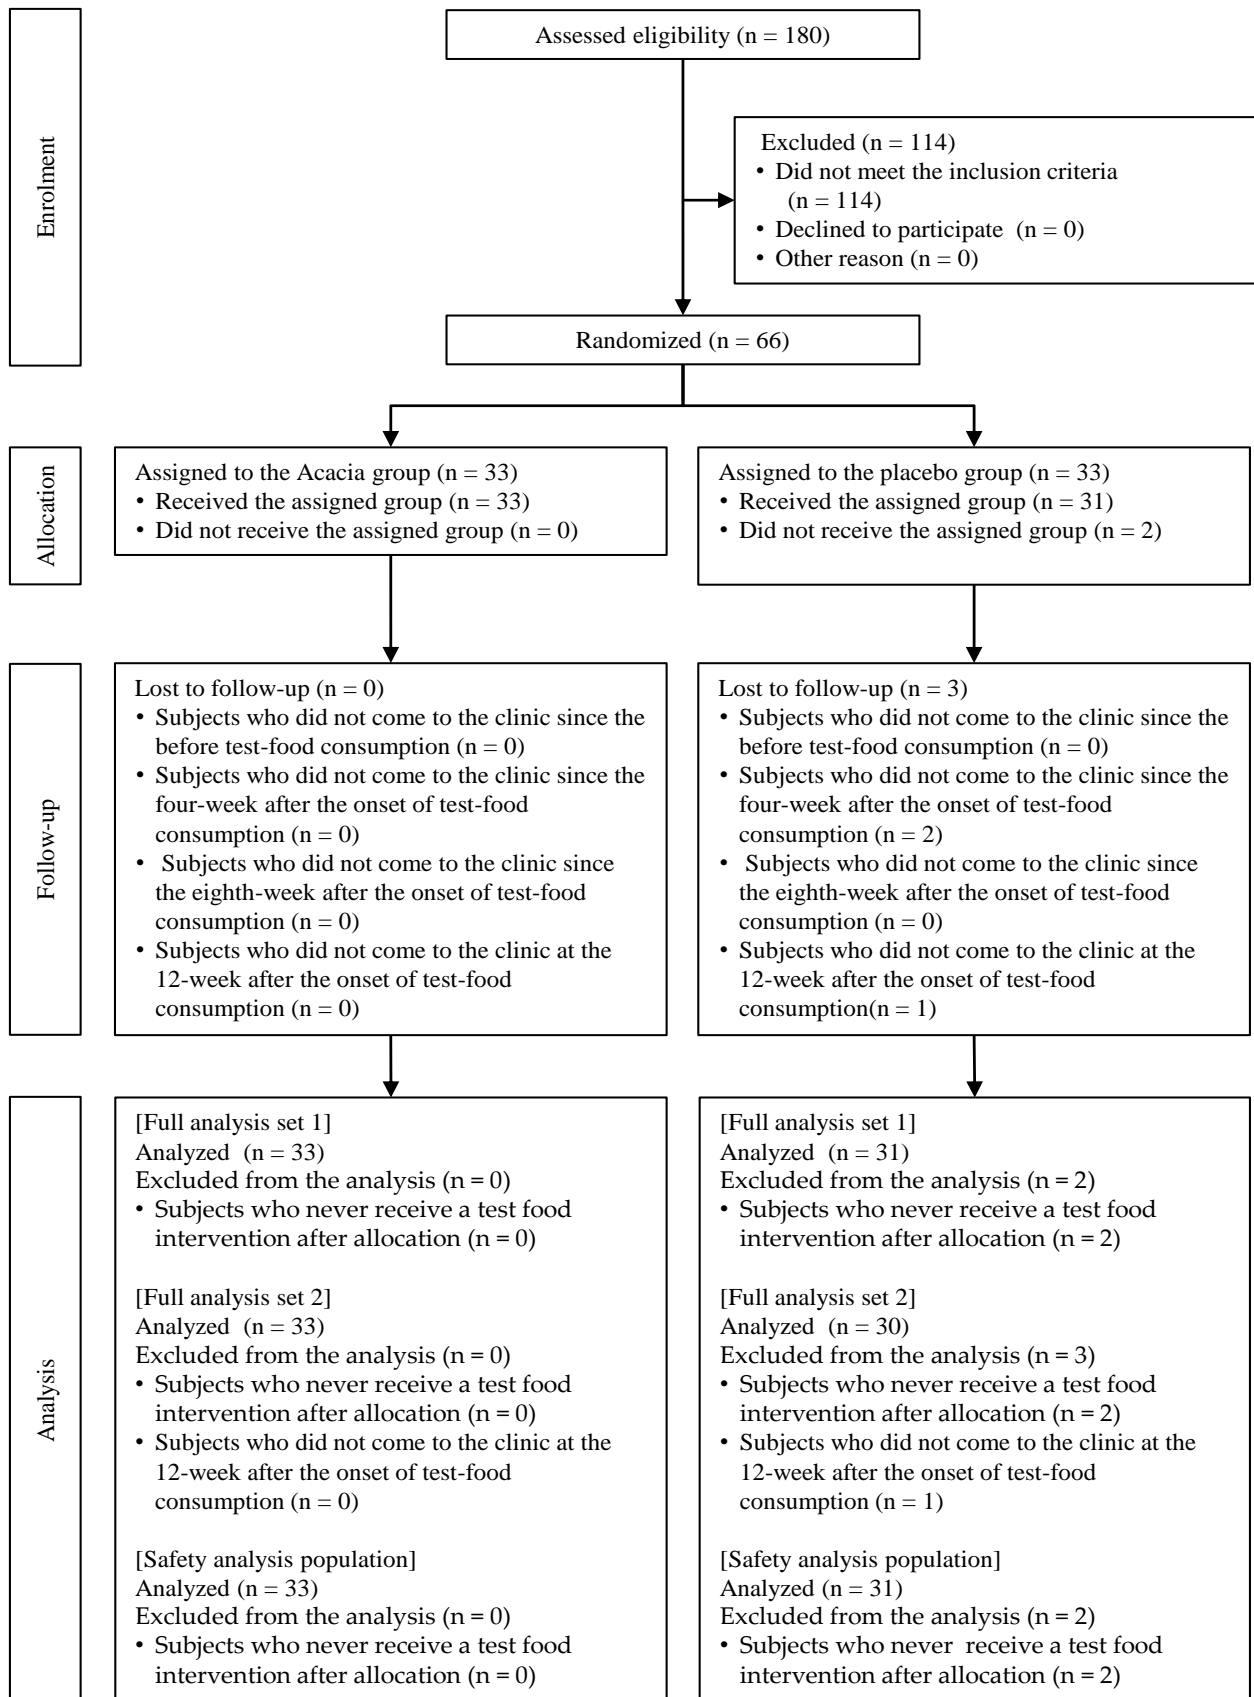 Assessed eligibility (n = 180)
Enrolment
Excluded (n = 114)
• Did not meet the inclusion criteria
(n = 114)
• Declined to participate  (n = 0)
• Other reason (n = 0)
Randomized (n = 66)
Allocation
Assigned to the Acacia group (n = 33)
• Received the assigned group (n = 33)
• Did not receive the assigned group (n = 0)
Assigned to the placebo group (n = 33)
• Received the assigned group (n = 31)
• Did not receive the assigned group (n = 2)
Follow-up
Lost to follow-up (n = 0)
• Subjects who did not come to the clinic since the
before test-food consumption (n = 0)
• Subjects who did not come to the clinic since the
four-week after the onset of test-food
consumption (n = 0)
• Subjects who did not come to the clinic since
the eighth-week after the onset of test-food
consumption (n = 0)
• Subjects who did not come to the clinic at the
12-week after the onset of test-food
consumption (n = 0)
Lost to follow-up (n = 3)
• Subjects who did not come to the clinic since the
before test-food consumption (n = 0)
• Subjects who did not come to the clinic since the
four-week after the onset of test-food
consumption (n = 2)
• Subjects who did not come to the clinic since
the eighth-week after the onset of test-food
consumption (n = 0)
• Subjects who did not come to the clinic at the
12-week after the onset of test-food
consumption(n = 1)
Analysis
[Full analysis set 1]
Analyzed  (n = 33)
Excluded from the analysis (n = 0)
• Subjects who never receive a test food
intervention after allocation (n = 0)
[Full analysis set 2]
Analyzed  (n = 33)
Excluded from the analysis (n = 0)
• Subjects who never receive a test food
intervention after allocation (n = 0)
• Subjects who did not come to the clinic at the
12-week after the onset of test-food
consumption (n = 0)
[Safety analysis population]
Analyzed (n = 33)
Excluded from the analysis (n = 0)
• Subjects who never receive a test food
intervention after allocation (n = 0)
[Full analysis set 1]
Analyzed  (n = 31)
Excluded from the analysis (n = 2)
• Subjects who never receive a test food
intervention after allocation (n = 2)
[Full analysis set 2]
Analyzed  (n = 30)
Excluded from the analysis (n = 3)
• Subjects who never receive a test food
intervention after allocation (n = 2)
• Subjects who did not come to the clinic at the
12-week after the onset of test-food
consumption (n = 1)
[Safety analysis population]
Analyzed (n = 31)
Excluded from the analysis (n = 2)
• Subjects who never  receive a test food
intervention after allocation (n = 2)